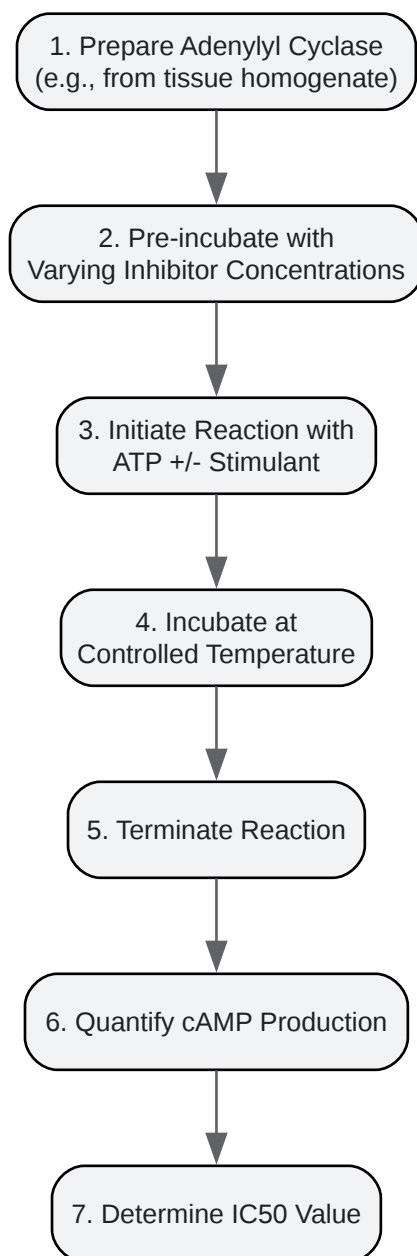 1. Prepare Adenylyl Cyclase
(e.g., from tissue homogenate)
2. Pre-incubate with
Varying Inhibitor Concentrations
3. Initiate Reaction with
ATP +/- Stimulant
4. Incubate at
Controlled Temperature
5. Terminate Reaction
6. Quantify cAMP Production
7. Determine IC50 Value